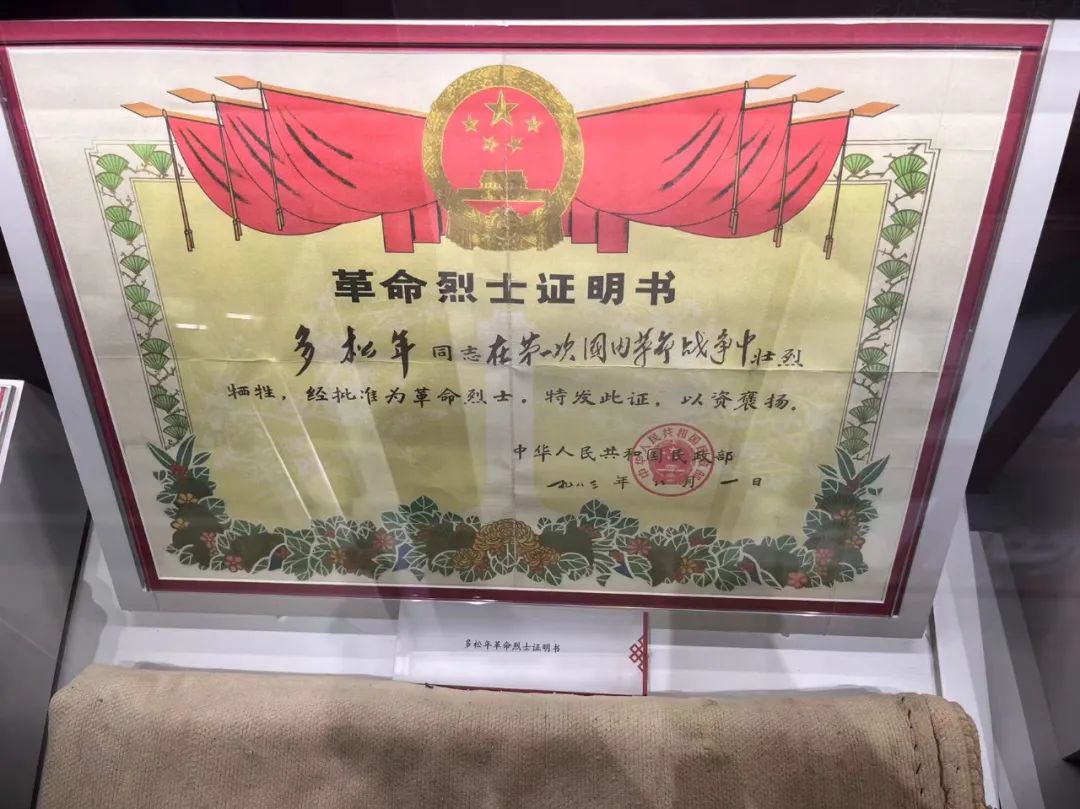 革命烈士证明书
多松年同志在第一次國内革命战争中壮烈
牺牲，经批准为革命烈士。特发此证，以资褒扬。
中华人民共和国民政部
一九八三年 月一日
多松年革命烈士证明书